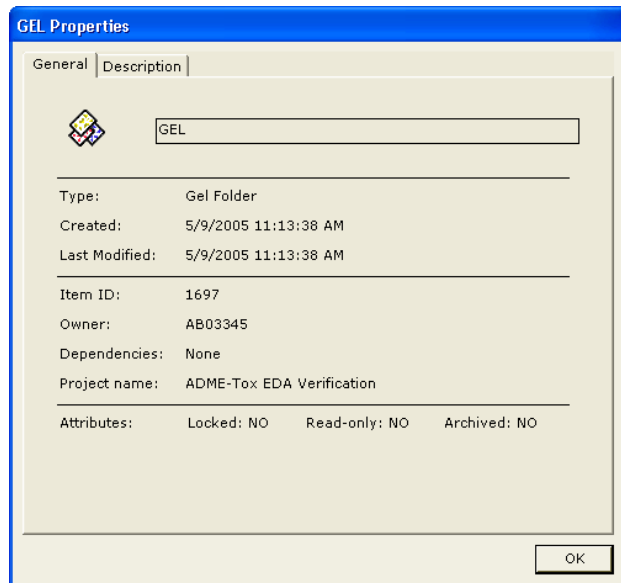 GEL Properties
General Description
GEL
Type: Gel Folder
Created: 5/9/2005 11:13:38 AM
Last Modified: 5/9/2005 11:13:38 AM
Item ID: 1697
Owner: AB03345
Dependencies: None
Project name: ADME-Tox EDA Verification
Attributes: Locked: NO Read-only: NO Archived: NO
OK